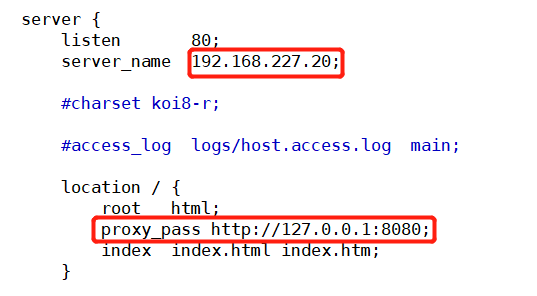 server {
listen       80;
server_name  192.168.227.20;
#charset koi8-r;
#access_log  logs/host.access.log  main;
location / {
root   html;
proxy_pass http://127.0.0.1:8080;
index  index.html index.htm;
}